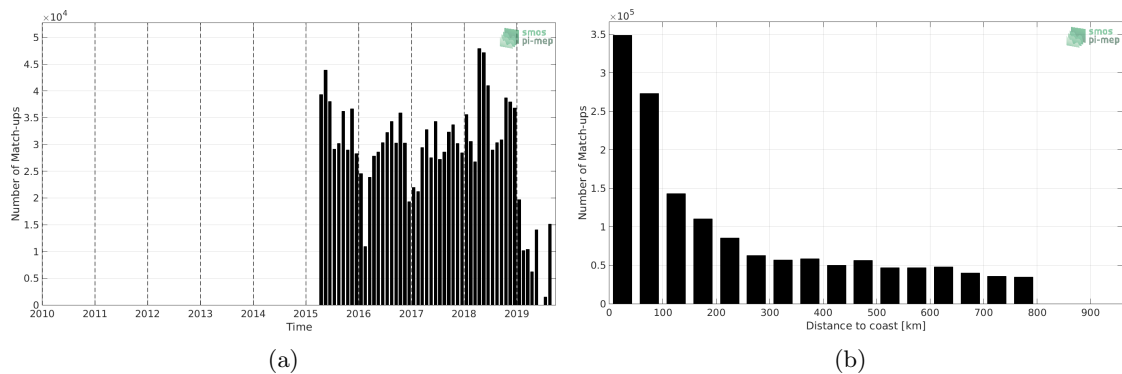 ×10⁴
5
4.5
4
3.5
3
2.5
2
1.5
1
0.5
0
Number of Match-ups
2010 2011 2012 2013 2014 2015 2016 2017 2018 2019
Time
smos
pi-mep
(a)
×10⁵
3.5
3
2.5
2
1.5
1
0.5
0
Number of Match-ups
0 100 200 300 400 500 600 700 800 900
Distance to coast [km]
smos
pi-mep
(b)